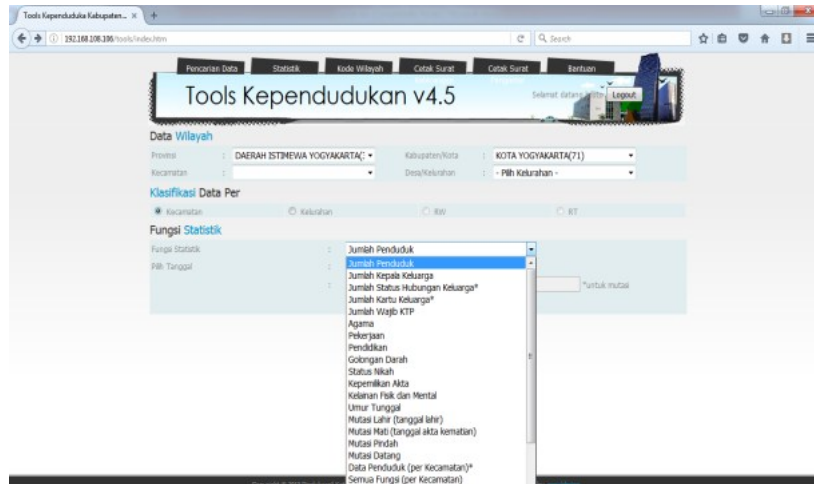 Tools Kependuduka Kabupaten...
192.168.108.106/tools/index.htm
Search
Pencarian Data Statistik Kode Wilayah Cetak Surat Cetak Surat Bantuan
Tools Kependudukan v4.5
Selamat datang
Logout
Data Wilayah
Provinsi : DAERAH ISTIMEWA YOGYAKARTA( Kabupaten/Kota : KOTA YOGYAKARTA(71)
Kecamatan : Desa/Kelurahan : - Pilih Kelurahan -
Klasifikasi Data Per
Kecamatan Kelurahan RW RT
Fungsi Statistik
Fungsi Statistik : Jumlah Penduduk
Pilih Tanggal :
: *untuk mutasi
Jumlah Penduduk
Jumlah Kepala Keluarga
Jumlah Status Hubungan Keluarga*
Jumlah Kartu Keluarga*
Jumlah Wajib KTP
Agama
Pekerjaan
Pendidikan
Golongan Darah
Status Nikah
Kepemilikan Akta
Kelainan Fisik dan Mental
Umur Tunggal
Mutasi Lahir (tanggal lahir)
Mutasi Mati (tanggal akta kematian)
Mutasi Pindah
Mutasi Datang
Data Penduduk (per Kecamatan)*
Semua Fungsi (per Kecamatan)